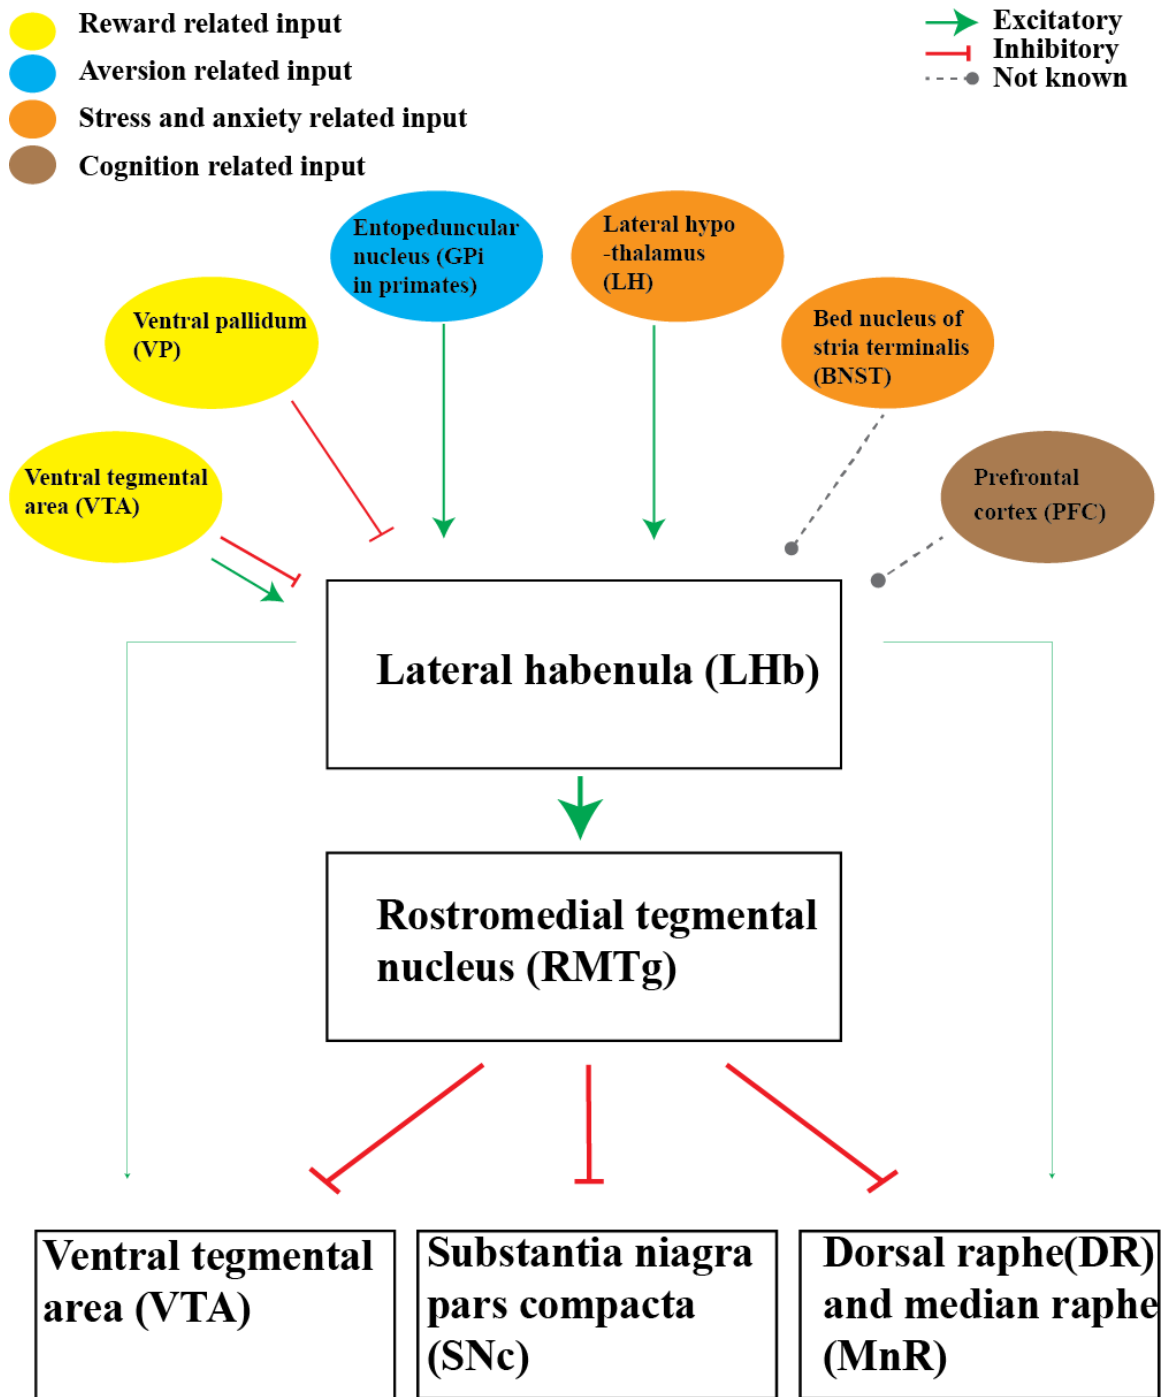 Reward related input
Aversion related input
Stress and anxiety related input
Cognition related input
Excitatory
Inhibitory
Not known
Entopeduncular
nucleus (GPi
in primates)
Lateral hypo
-thalamus
(LH)
Ventral pallidum
(VP)
Bed nucleus of
stria terminalis
(BNST)
Ventral tegmental
area (VTA)
Prefrontal
cortex (PFC)
Lateral habenula (LHb)
Rostromedial tegmental
nucleus (RMTg)
Ventral tegmental
area (VTA)
Substantia niagra
pars compacta
(SNc)
Dorsal raphe(DR)
and median raphe
(MnR)